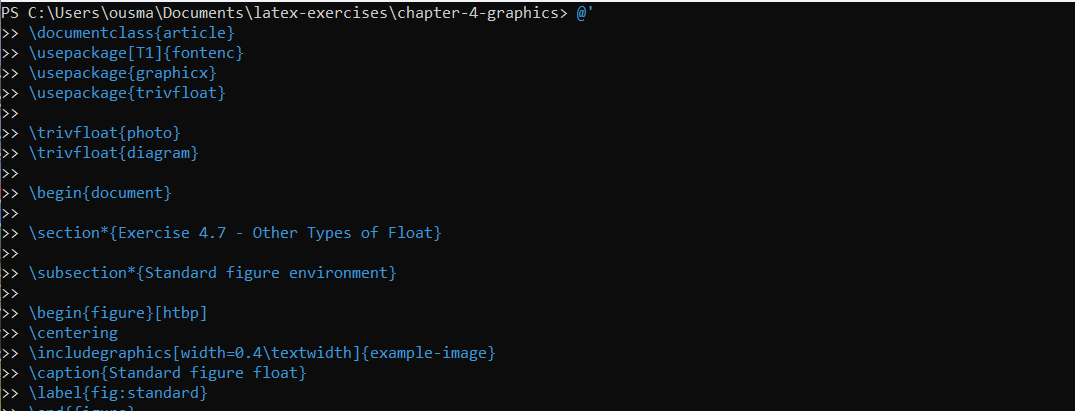 PS C:\Users\ousma\Documents\latex-exercises\chapter-4-graphics> @'
>> \documentclass{article}
>> \usepackage[T1]{fontenc}
>> \usepackage{graphicx}
>> \usepackage{trivfloat}
>>
>> \trivfloat{photo}
>> \trivfloat{diagram}
>>
>> \begin{document}
>>
>> \section*{Exercise 4.7 - Other Types of Float}
>>
>> \subsection*{Standard figure environment}
>>
>> \begin{figure}[htbp]
>> \centering
>> \includegraphics[width=0.4\textwidth]{example-image}
>> \caption{Standard figure float}
>> \label{fig:standard}
>> \end{figure}